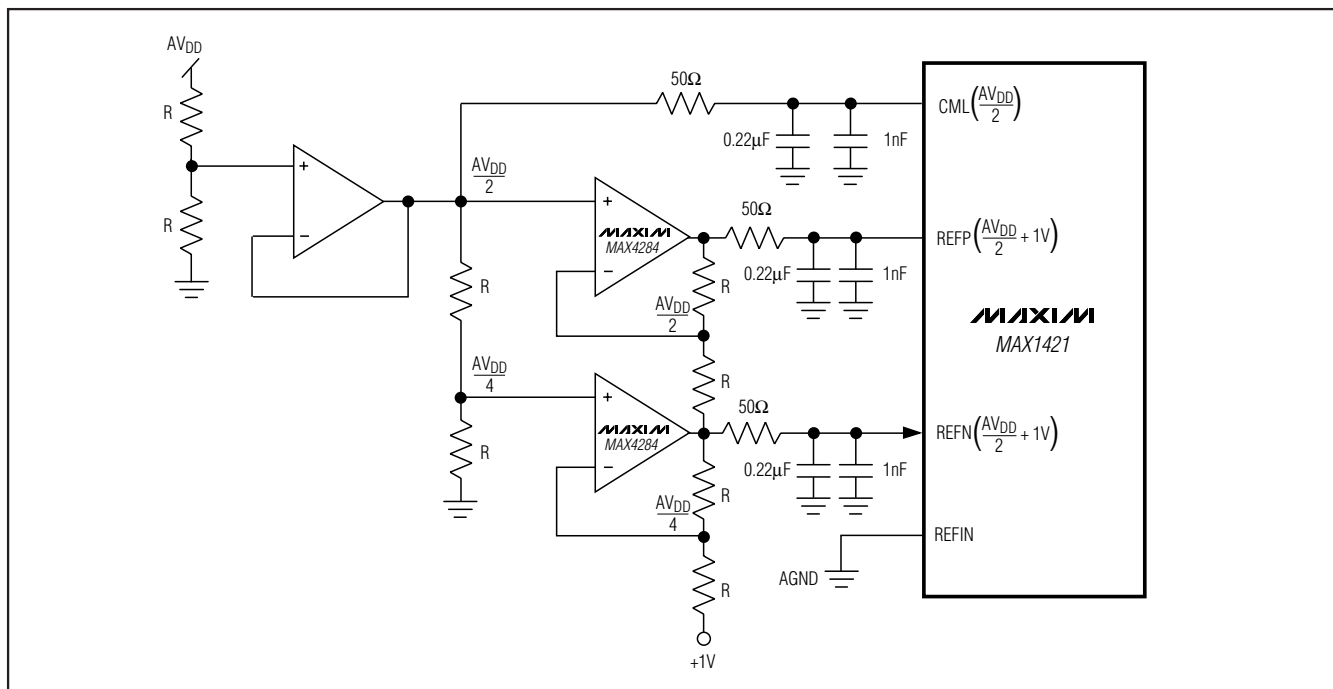 AVDD
R
R
+
-
AVDD
2
R
AVDD
4
R
50Ω
0.22µF
1nF
CML(AVDD/2)
+
MAXIM
MAX4284
-
50Ω
R
AVDD
2
0.22µF
1nF
REFP(AVDD/2 + 1V)
R
MAXIM
MAX1421
+
MAXIM
MAX4284
-
50Ω
R
AVDD
4
0.22µF
1nF
REFN(AVDD/2 + 1V)
R
+1V
REFIN
AGND